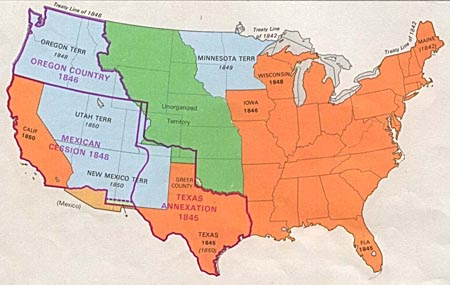 Treaty Line of 1846
Treaty Line
of 1842
Treaty Line of 1842
MAINE
(1842)
OREGON TERR
1848
OREGON COUNTRY
1846
MINNESOTA TERR
1849
WISCONSIN
1848
IOWA
1846
Unorganized
Territory
UTAH TERR
1850
CALIF
1850
MEXICAN
CESSION 1848
NEW MEXICO TERR
1850
GREER
COUNTY
(Mexico)
TEXAS
ANNEXATION
1845
TEXAS
1845
(1850)
FLA
1845